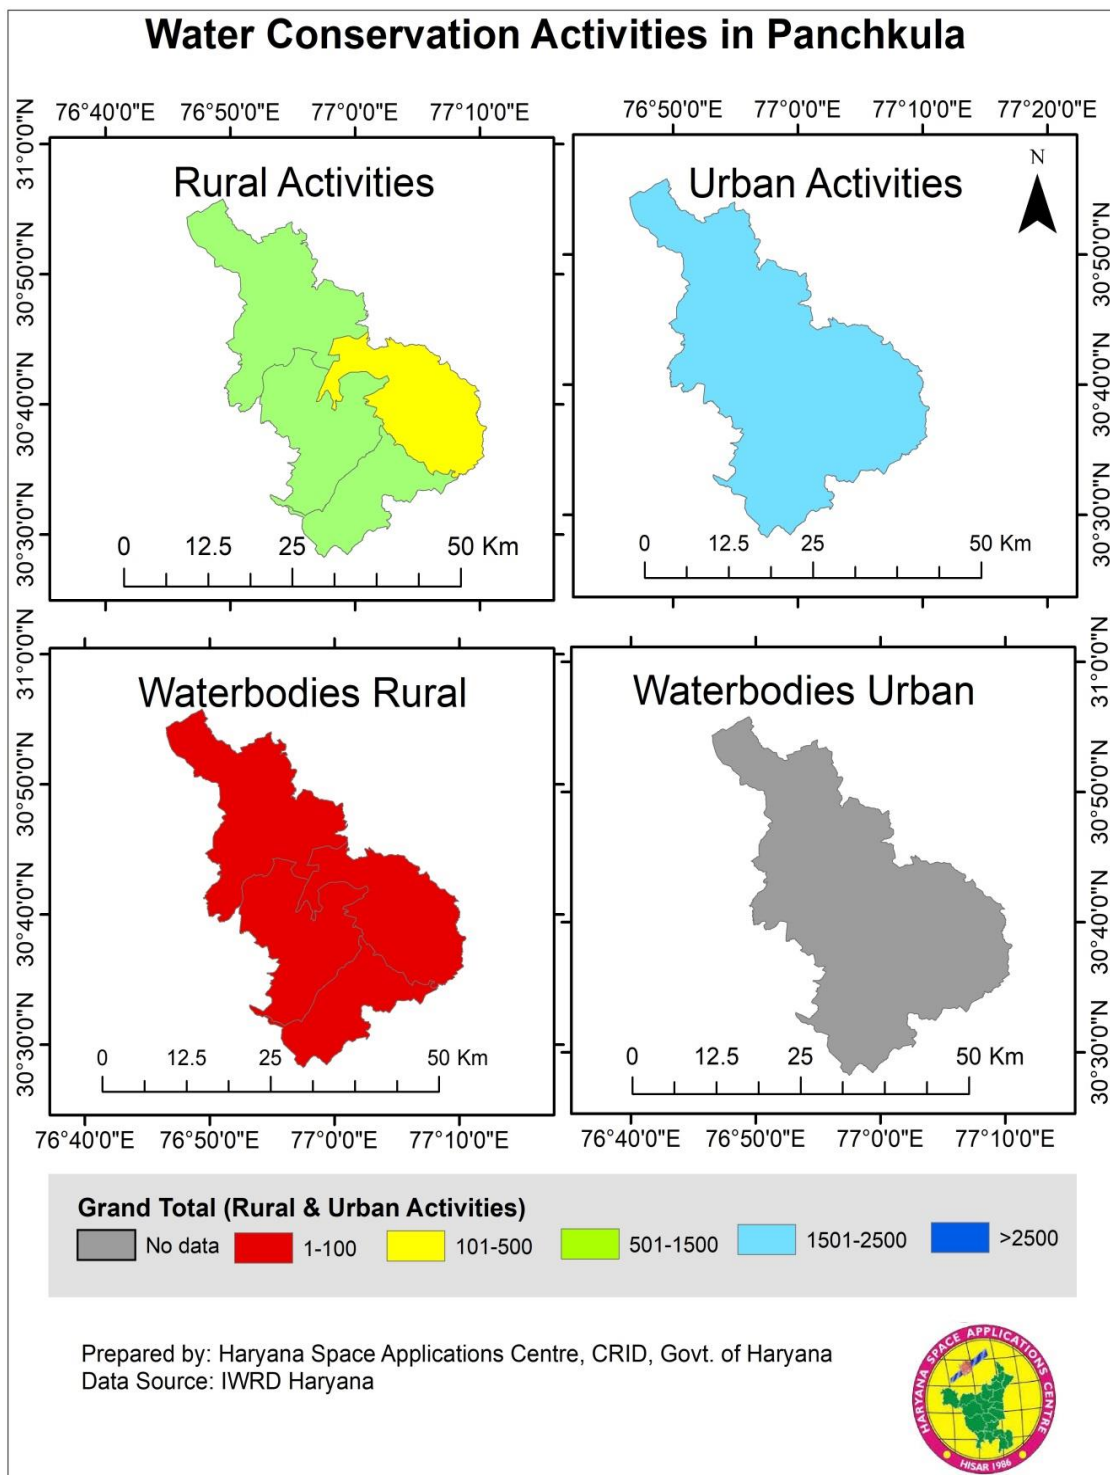 Water Conservation Activities in Panchkula
76°40'0"N 76°50'0"N 77°0'0"N 77°10'0"N
76°50'0"N 77°0'0"N 77°10'0"N 77°20'0"N
Rural Activities
31°0'0"N
30°50'0"N
30°40'0"N
30°30'0"N
0 12.5 25 50 Km
Urban Activities
N
30°50'0"N
30°40'0"N
30°30'0"N
0 12.5 25 50 Km
Waterbodies Rural
31°0'0"N
30°50'0"N
30°40'0"N
30°30'0"N
0 12.5 25 50 Km
76°40'0"N 76°50'0"N 77°0'0"N 77°10'0"N
Waterbodies Urban
31°0'0"N
30°50'0"N
30°40'0"N
30°30'0"N
0 12.5 25 50 Km
76°40'0"N 76°50'0"N 77°0'0"N 77°10'0"N
Grand Total (Rural & Urban Activities)
No data 1-100 101-500 501-1500 1501-2500 >2500
Prepared by: Haryana Space Applications Centre, CRID, Govt. of Haryana
Data Source: IWRD Haryana
HARYANA SPACE APPLICATIONS CENTRE
HISAR 1986